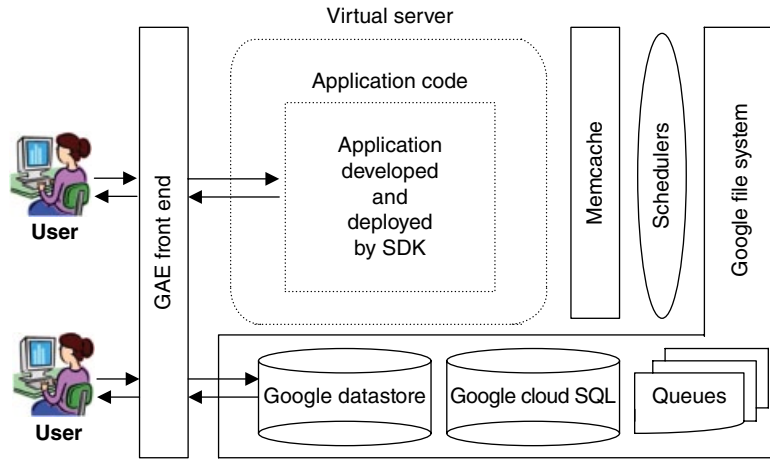 Virtual server
Application code
Application
developed
and
deployed
by SDK
User
GAE front end
Memcache
Schedulers
Google file system
User
Google datastore
Google cloud SQL
Queues